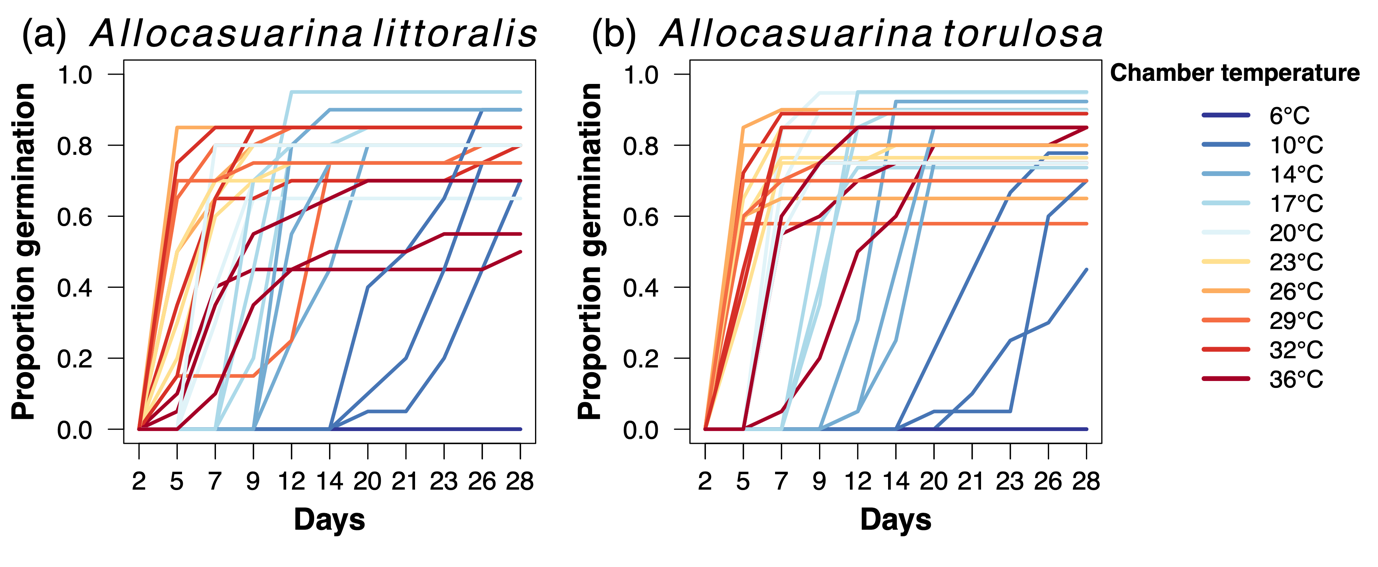 (a) Allocasuarina littoralis
(b) Allocasuarina torulosa
Proportion germination
1.0
0.8
0.6
0.4
0.2
0.0
2 5 7 9 12 14 20 21 23 26 28
Days
Proportion germination
1.0
0.8
0.6
0.4
0.2
0.0
2 5 7 9 12 14 20 21 23 26 28
Days
Chamber temperature
6°C
10°C
14°C
17°C
20°C
23°C
26°C
29°C
32°C
36°C